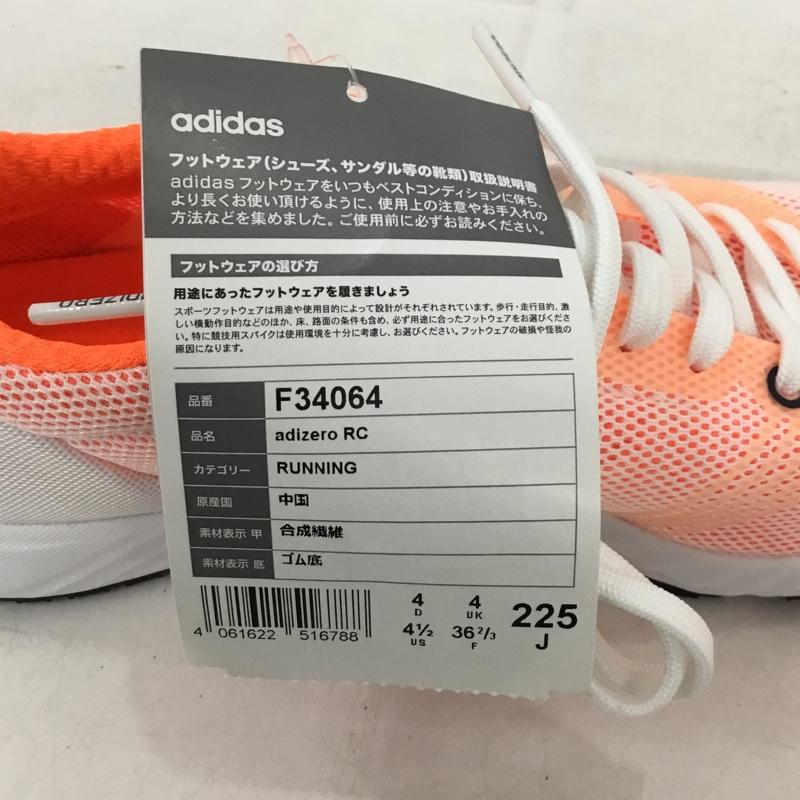 adidas
フットウェア(シューズ、サンダル等の靴類)取扱説明書
adidas フットウェアをいつもベストコンディションに保ち、
より長くお使い頂けるように、使用上の注意やお手入れの
方法などを集めました。ご使用前に必ずお読みください。
フットウェアの選び方
用途にあったフットウェアを履きましょう
スポーツフットウェアは用途や使用目的によって設計がそれぞれされています。歩行・走行目的、激
しい横動作目的などのほか、床、路面の条件も含め、必ず用途に合ったフットウェアをお選びくださ
い。特に競技用スパイクは使用環境を十分に考慮し、お選びください。フットウェアの破損や怪我の
原因になります。
品番 F34064
品名 adizero RC
カテゴリー RUNNING
原産国 中国
素材表示 甲 合成繊維
素材表示 底 ゴム底
4 061622 516788
4 4 225
D UK J
4½ 36 2/3
US F
ADIZERO